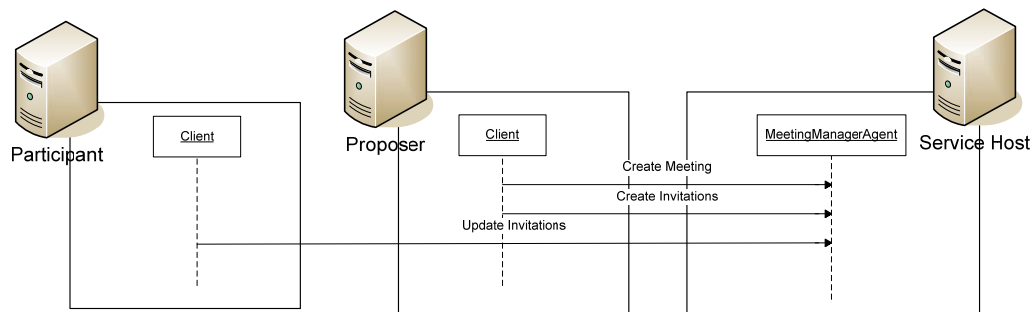 Participant
Client
Proposer
Client
MeetingManagerAgent
Service Host
Create Meeting
Create Invitations
Update Invitations